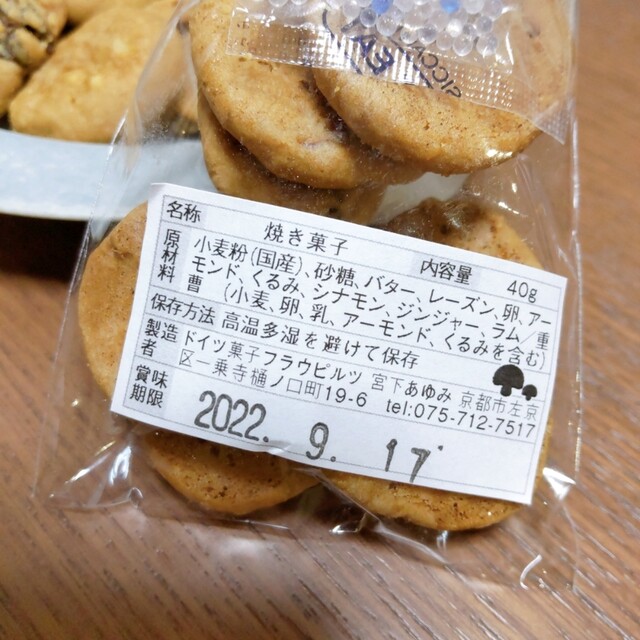 名称 焼き菓子 内容量 40g
原材料 小麦粉(国産)、砂糖、バター、レーズン、卵、アー
モンド、くるみ、シナモン、ジンジャー、ラム/重
曹 (小麦、卵、乳、アーモンド、くるみを含む)
保存方法 高温多湿を避けて保存
製造者 ドイツ菓子フラウピルツ 宮下あゆみ 京都市左京
区一乗寺樋ノ口町19-6 tel:075-712-7517
賞味期限 2022. 9. 17